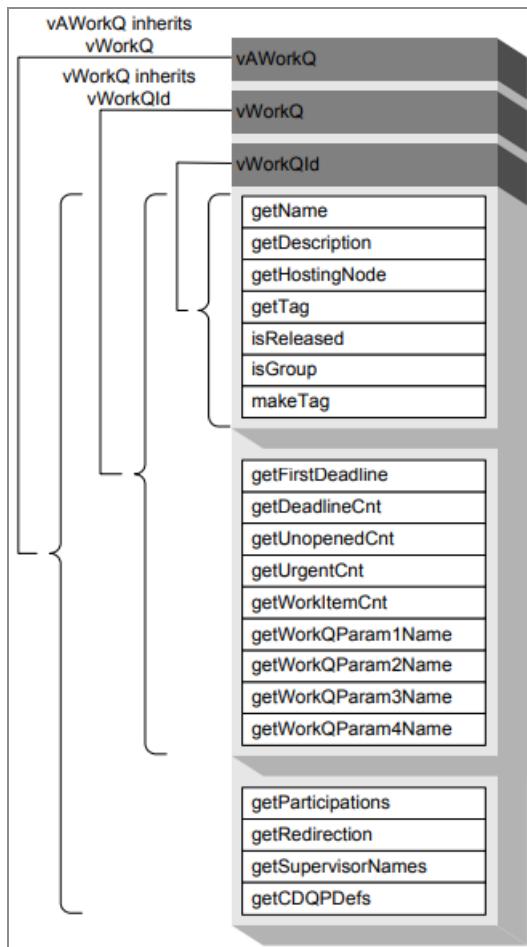 vAWorkQ inherits
vWorkQ
vWorkQ inherits
vWorkQId
vAWorkQ
vWorkQ
vWorkQId
getName
getDescription
getHostingNode
getTag
isReleased
isGroup
makeTag
getFirstDeadline
getDeadlineCnt
getUnopenedCnt
getUrgentCnt
getWorkItemCnt
getWorkQParam1Name
getWorkQParam2Name
getWorkQParam3Name
getWorkQParam4Name
getParticipations
getRedirection
getSupervisorNames
getCDQPDefs